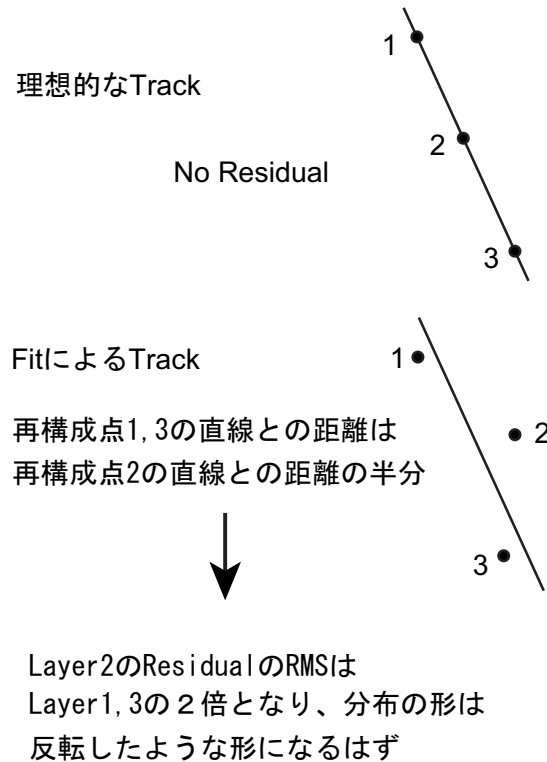 1
理想的なTrack
2
No Residual
3
FitによるTrack
1
再構成点1,3の直線との距離は
2
再構成点2の直線との距離の半分
3
Layer2のResidualのRMSは
Layer1,3の２倍となり、分布の形は
反転したような形になるはず